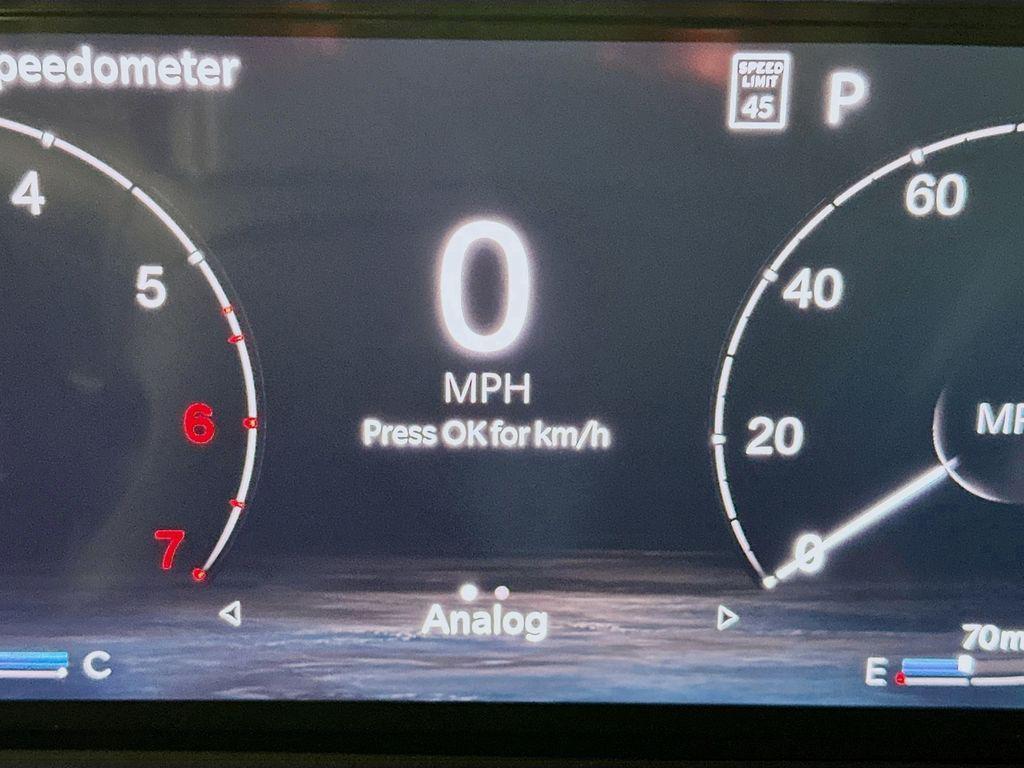 peedometer
SPEED
LIMIT
45
P
4
5
6
7
0
MPH
Press OK for km/h
60
40
20
0
MP
Analog
C
70m
E